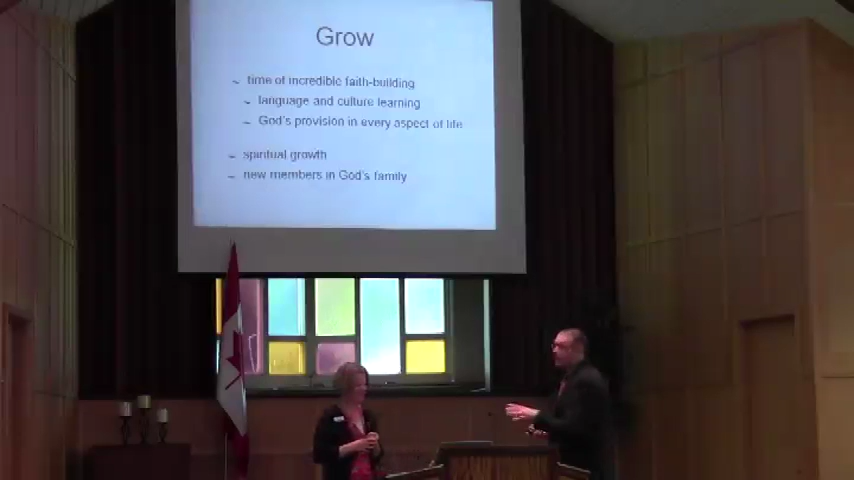 Grow
time of incredible faith-building
language and culture learning
God's provision in every aspect of life
spiritual growth
new members in God's family